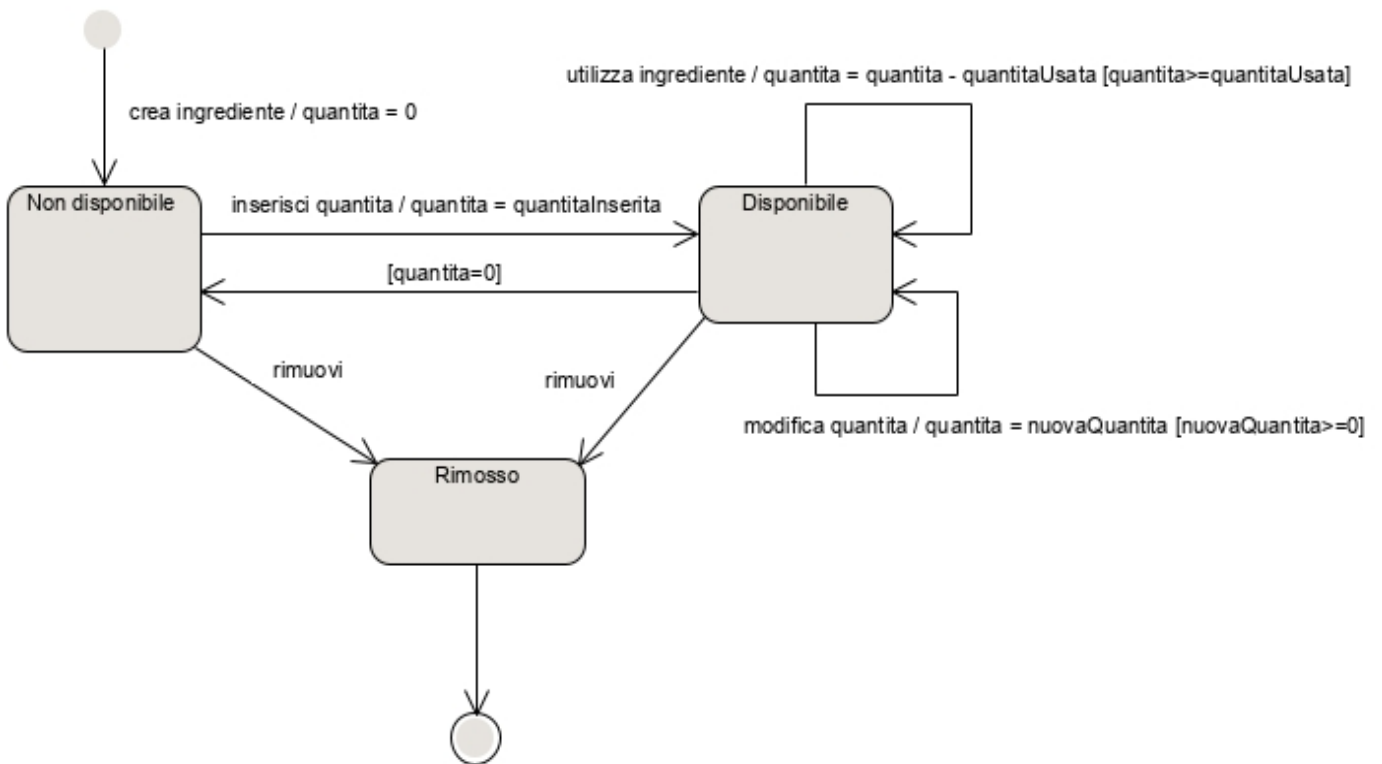 utilizza ingrediente / quantita = quantita - quantitaUsata [quantita>=quantitaUsata]
crea ingrediente / quantita = 0
Non disponibile
inserisci quantita / quantita = quantitaInserita
Disponibile
[quantita=0]
rimuovi
rimuovi
modifica quantita / quantita = nuovaQuantita [nuovaQuantita>=0]
Rimosso